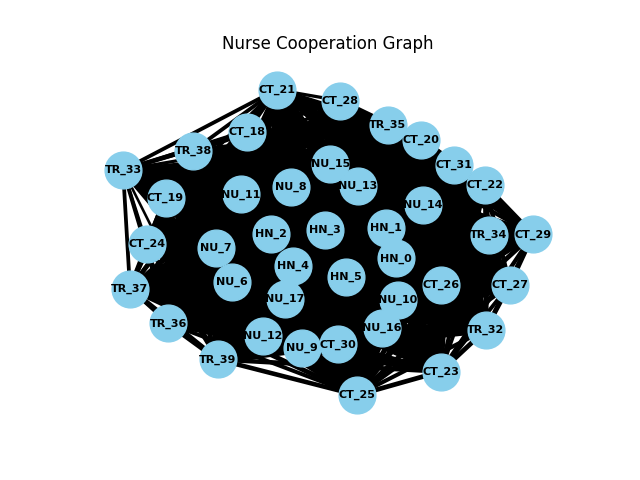 Nurse Cooperation Graph
CT_21
CT_28
TR_35
CT_18
CT_20
TR_38
NU_15
CT_31
TR_33
NU_8
NU_13
CT_22
CT_19
NU_11
NU_14
HN_3
HN_1
HN_2
TR_34
CT_29
CT_24
NU_7
HN_0
HN_4
HN_5
NU_6
CT_26
CT_27
TR_37
NU_17
NU_10
TR_36
NU_16
TR_32
NU_12
CT_30
NU_9
TR_39
CT_23
CT_25